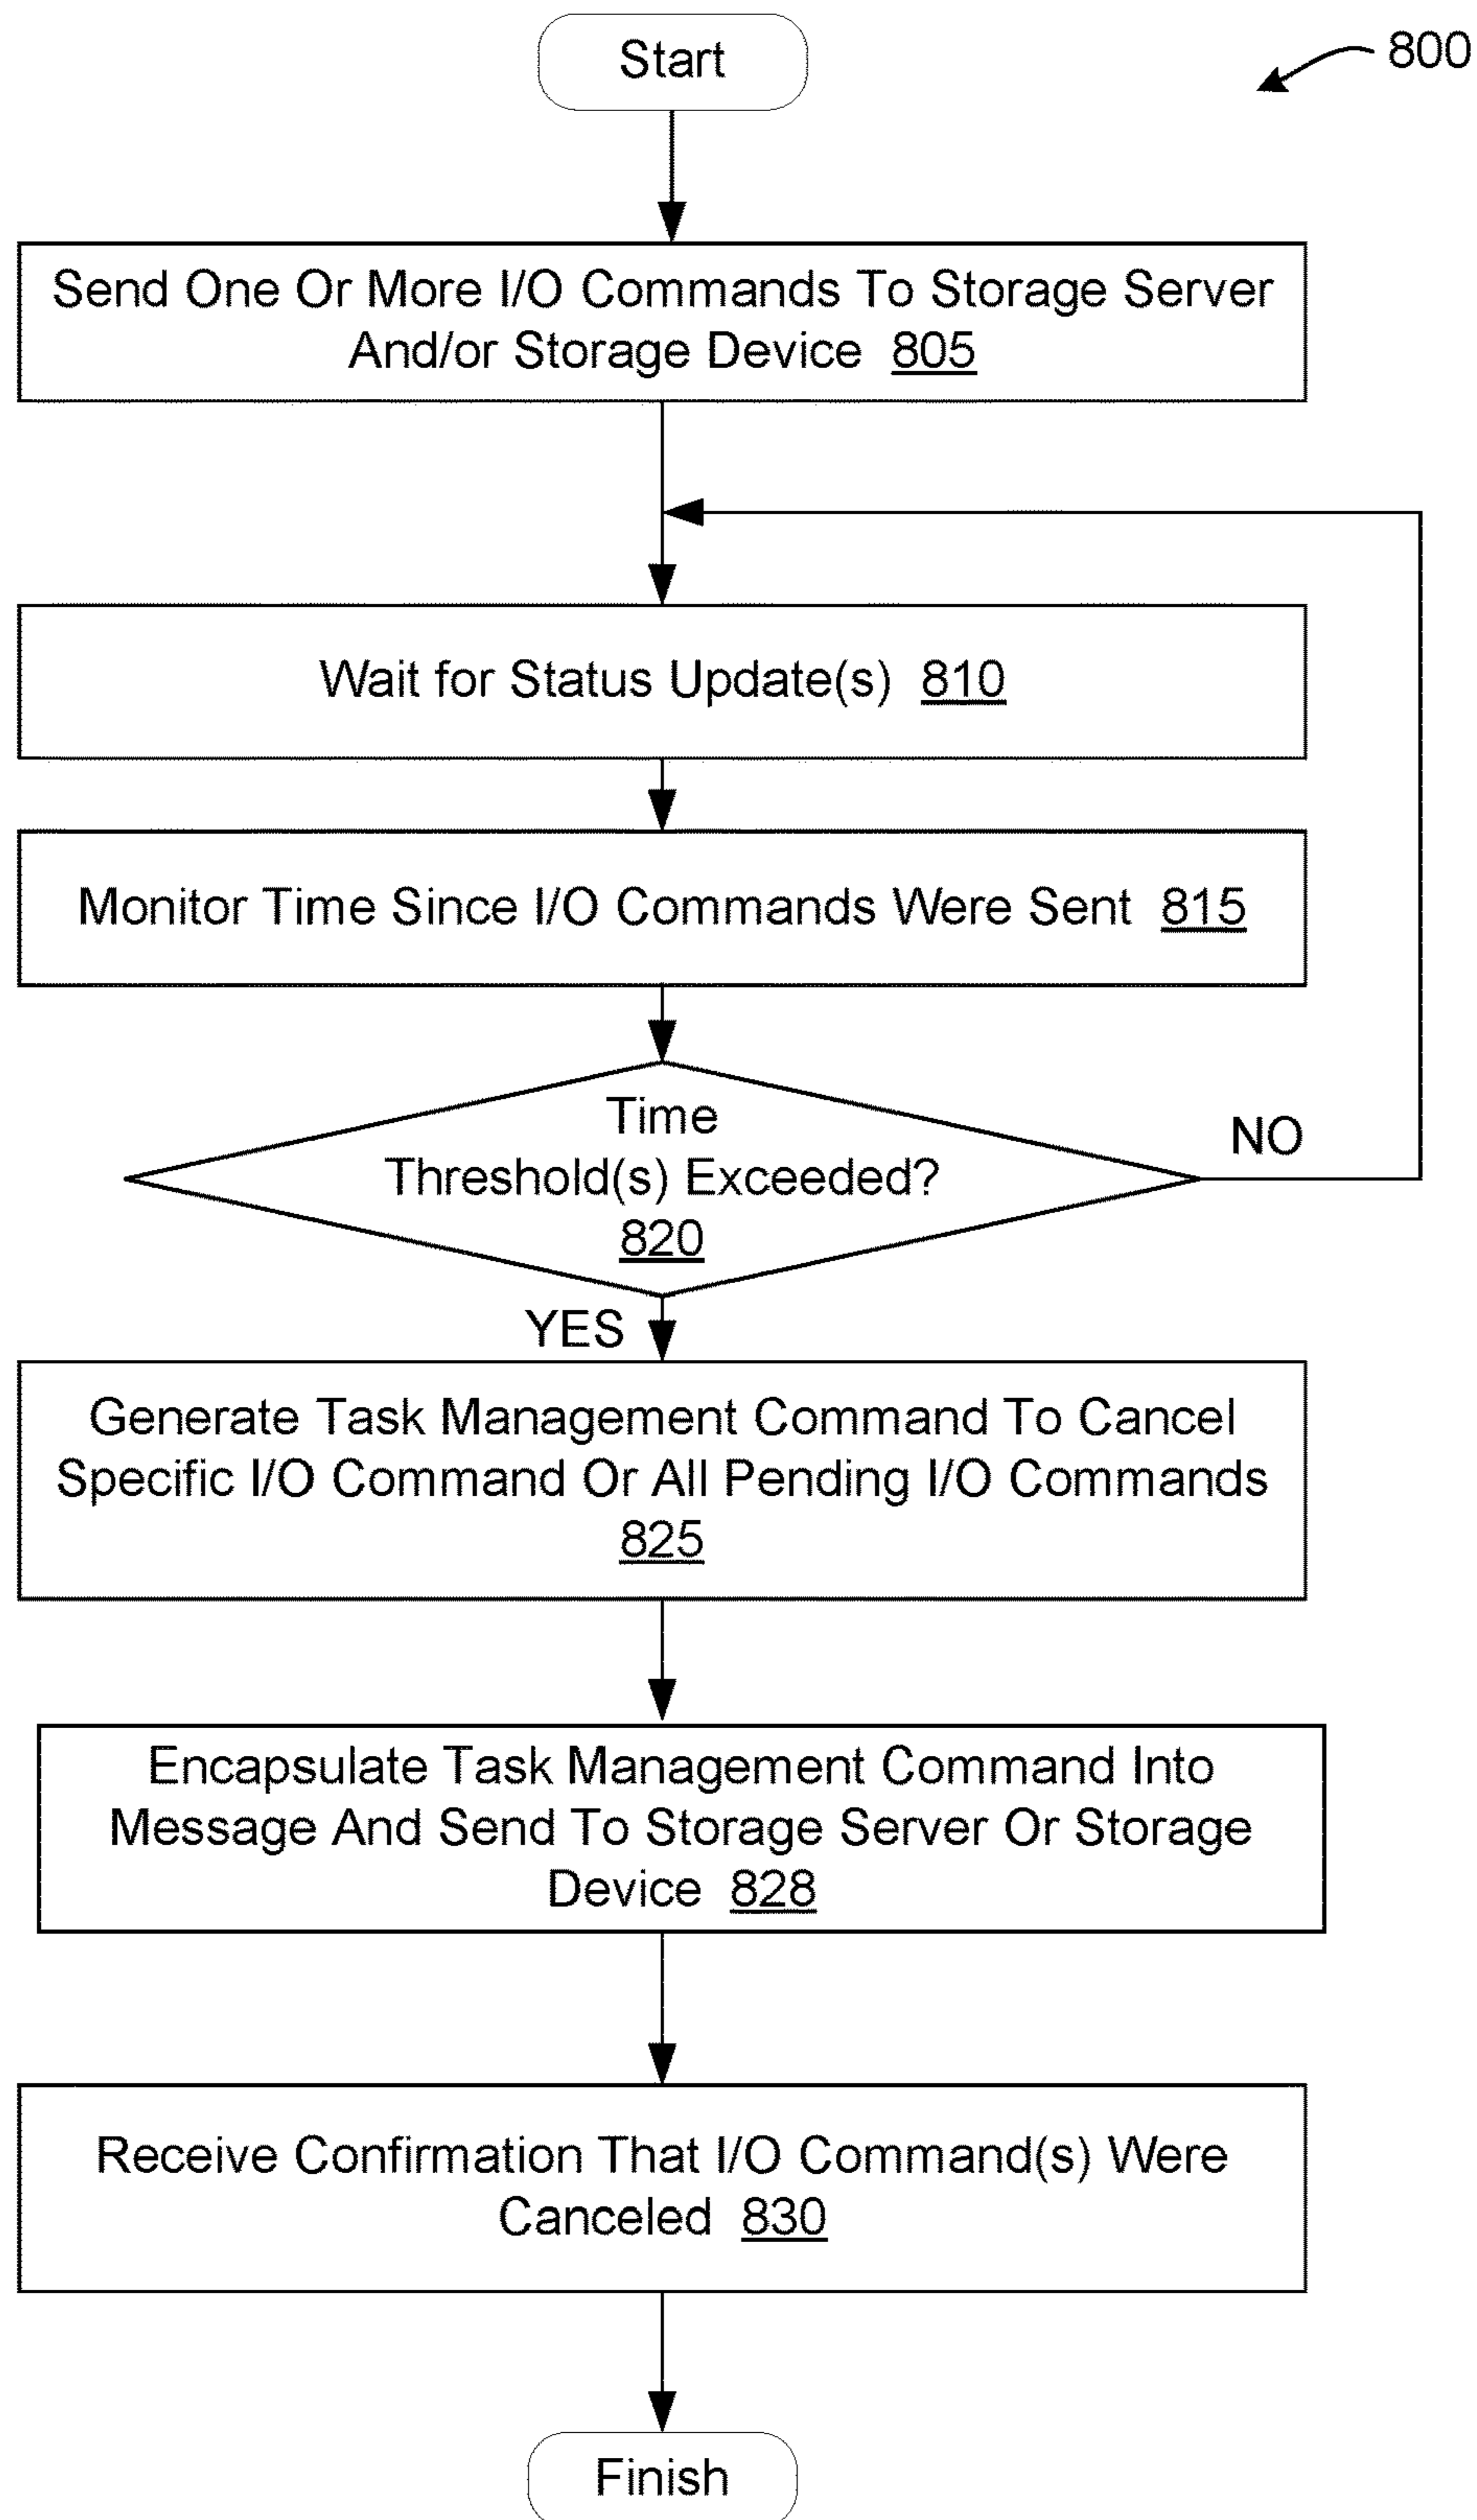 Start
800
Send One Or More I/O Commands To Storage Server
And/or Storage Device 805
Wait for Status Update(s) 810
Monitor Time Since I/O Commands Were Sent 815
Time
Threshold(s) Exceeded?
820
NO
YES
Generate Task Management Command To Cancel
Specific I/O Command Or All Pending I/O Commands
825
Encapsulate Task Management Command Into
Message And Send To Storage Server Or Storage
Device 828
Receive Confirmation That I/O Command(s) Were
Canceled 830
Finish